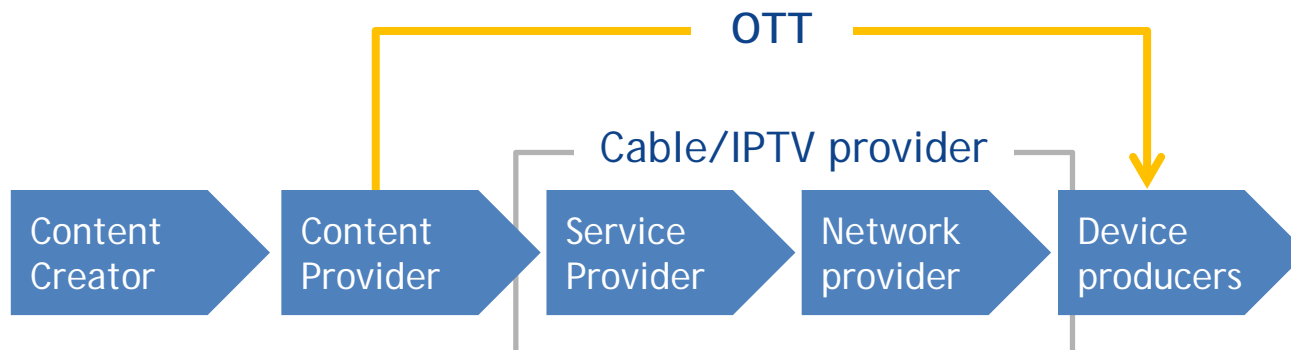 OTT
Cable/IPTV provider
Content
Creator
Content
Provider
Service
Provider
Network
provider
Device
producers